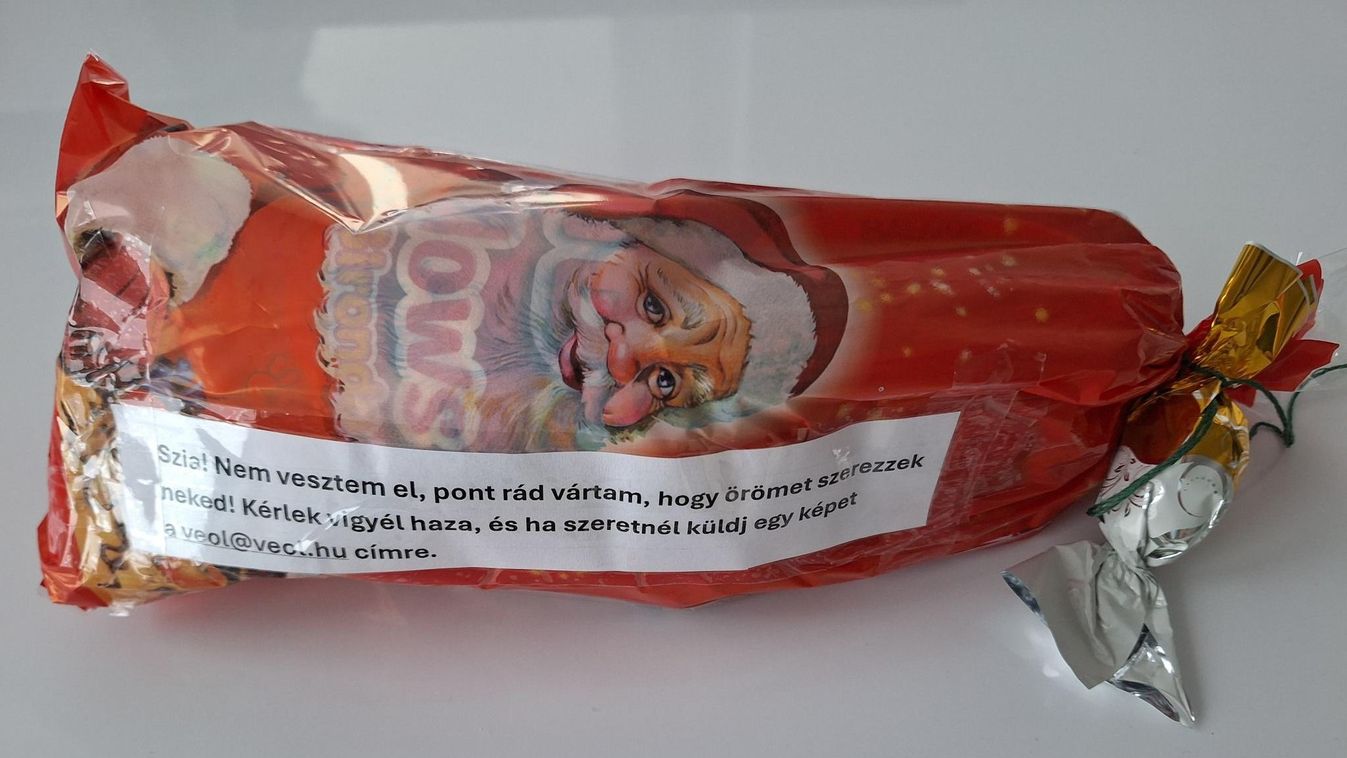 Szia! Nem vesztem el, pont rád vártam, hogy örömet szerezzek
neked! Kérlek vigyél haza, és ha szeretnél küldj egy képet
a veol@veol.hu címre.